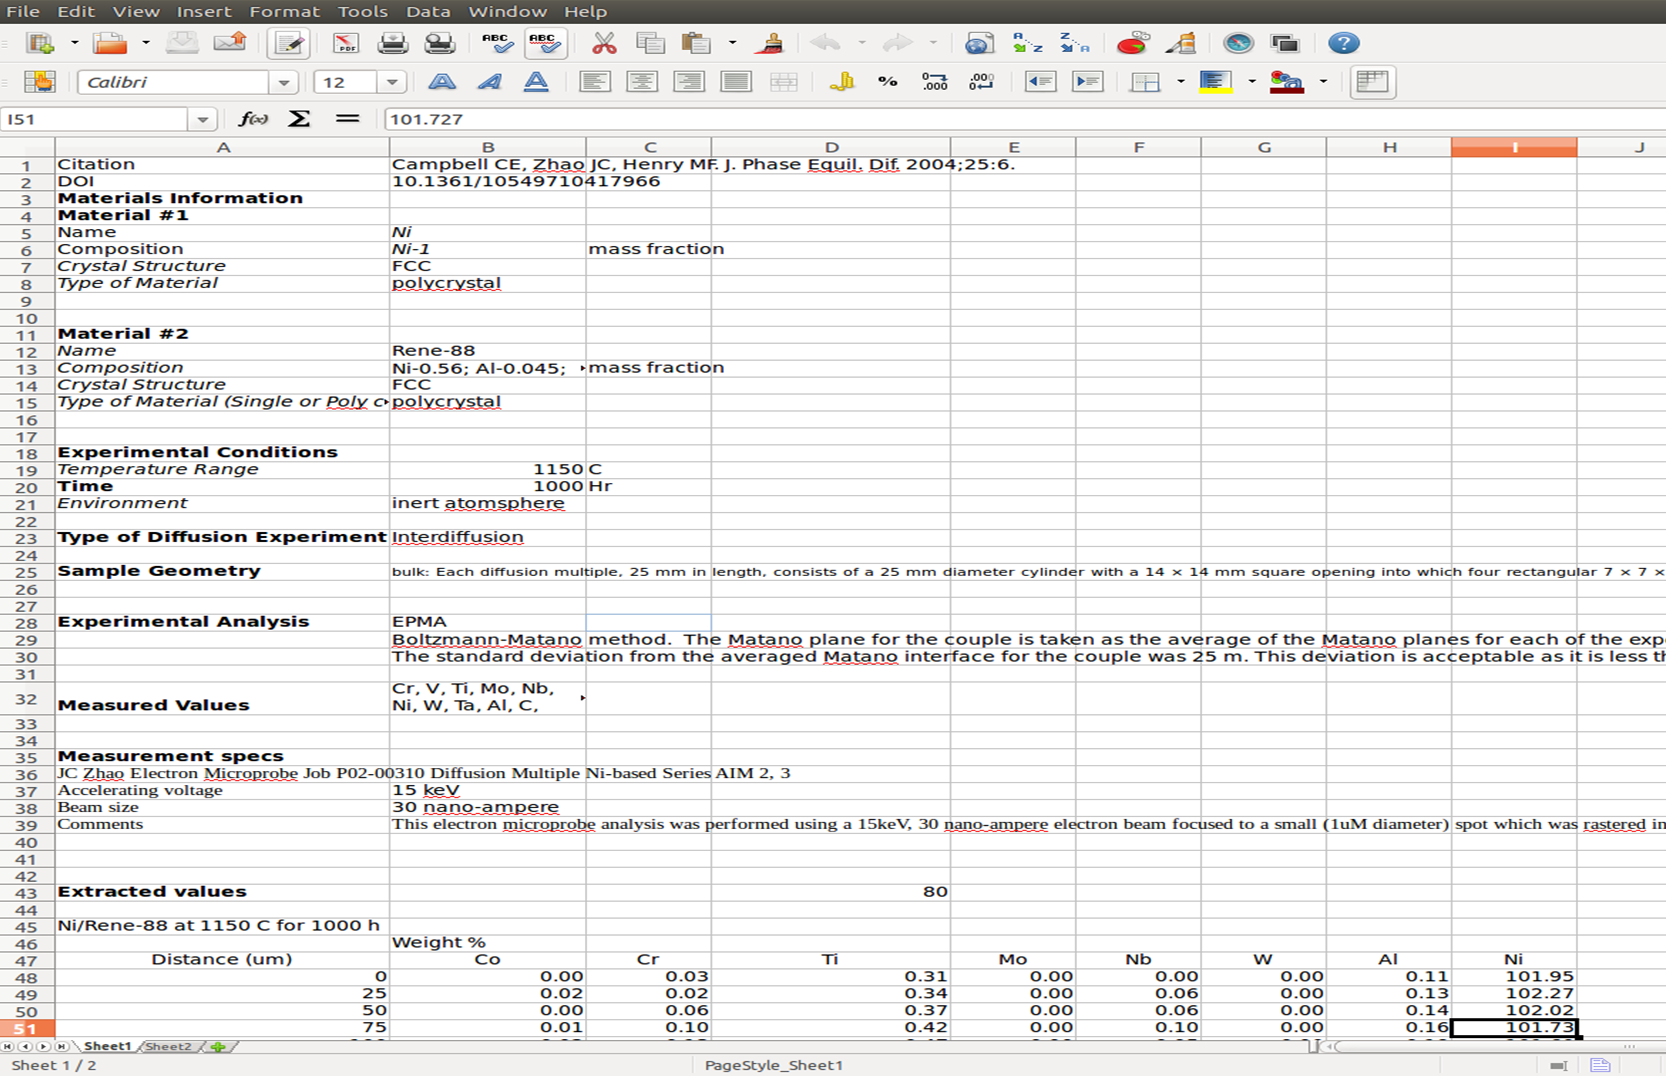 File Edit View Insert Format Tools Data Window Help
Calibri 12
I51 f(x) Σ = 101.727
A B C D E F G H I J
1 Citation Campbell CE, Zhao JC, Henry MF. J. Phase Equil. Dif. 2004;25:6.
2 DOI 10.1361/10549710417966
3 Materials Information
4 Material #1
5 Name Ni
6 Composition Ni-1 mass fraction
7 Crystal Structure FCC
8 Type of Material polycrystal
9
10
11 Material #2
12 Name Rene-88
13 Composition Ni-0.56; Al-0.045; mass fraction
14 Crystal Structure FCC
15 Type of Material (Single or Poly c polycrystal
16
17
18 Experimental Conditions
19 Temperature Range 1150 C
20 Time 1000 Hr
21 Environment inert atomsphere
22
23 Type of Diffusion Experiment Interdiffusion
24
25 Sample Geometry bulk: Each diffusion multiple, 25 mm in length, consists of a 25 mm diameter cylinder with a 14 × 14 mm square opening into which four rectangular 7 × 7 ×
26
27
28 Experimental Analysis EPMA
29 Boltzmann-Matano method. The Matano plane for the couple is taken as the average of the Matano planes for each of the exp
30 The standard deviation from the averaged Matano interface for the couple was 25 m. This deviation is acceptable as it is less th
31
32 Measured Values Cr, V, Ti, Mo, Nb,
Ni, W, Ta, Al, C,
33
34
35 Measurement specs
36 JC Zhao Electron Microprobe Job P02-00310 Diffusion Multiple Ni-based Series AIM 2, 3
37 Accelerating voltage 15 keV
38 Beam size 30 nano-ampere
39 Comments This electron microprobe analysis was performed using a 15keV, 30 nano-ampere electron beam focused to a small (1uM diameter) spot which was rastered in
40
41
42
43 Extracted values 80
44
45 Ni/Rene-88 at 1150 C for 1000 h
46 Weight %
47 Distance (um) Co Cr Ti Mo Nb W Al Ni
48 0 0.00 0.03 0.31 0.00 0.00 0.00 0.11 101.95
49 25 0.02 0.02 0.34 0.00 0.06 0.00 0.13 102.27
50 50 0.00 0.06 0.37 0.00 0.06 0.00 0.14 102.02
51 75 0.01 0.10 0.42 0.00 0.10 0.00 0.16 101.73
Sheet1 Sheet2
Sheet 1 / 2 PageStyle_Sheet1